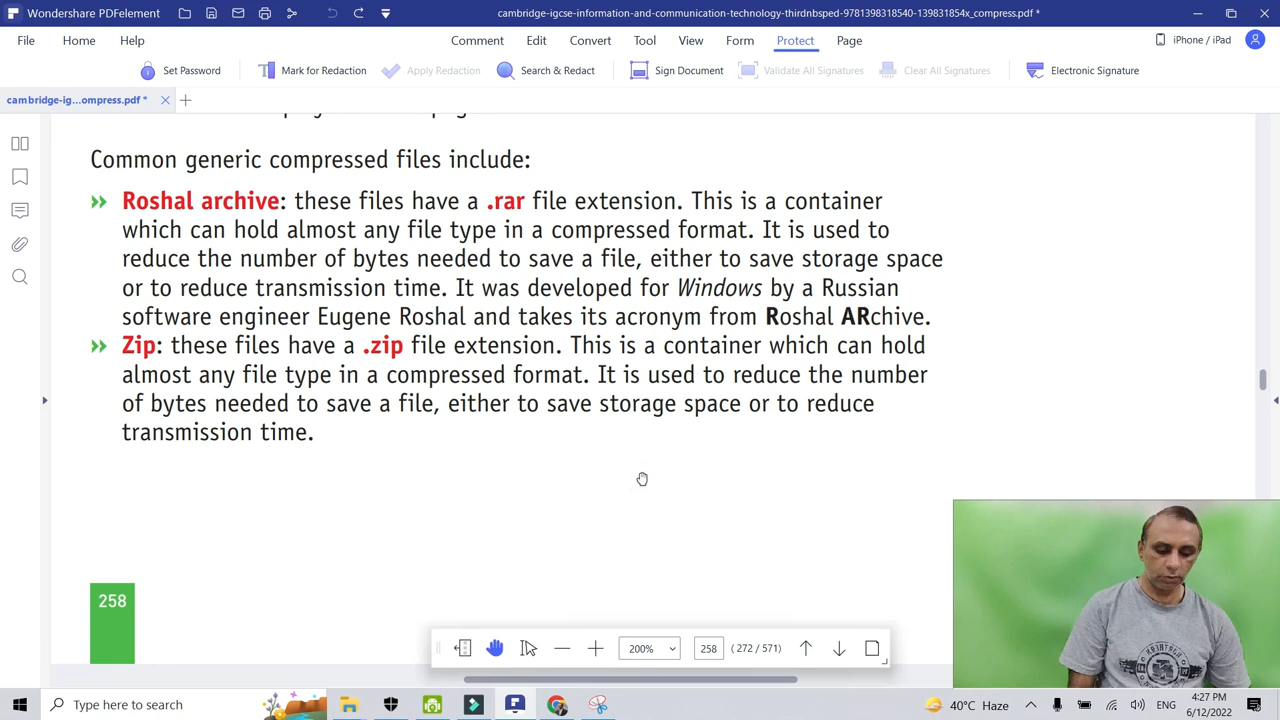 Wondershare PDFelement
cambridge-igcse-information-and-communication-technology-thirdnbsped-9781398318540-139831854x_compress.pdf *
File Home Help Comment Edit Convert Tool View Form Protect Page iPhone / iPad
Set Password Mark for Redaction Apply Redaction Search & Redact Sign Document Validate All Signatures Clear All Signatures Electronic Signature
cambridge-ig...ompress.pdf *
Common generic compressed files include:
Roshal archive: these files have a .rar file extension. This is a container
which can hold almost any file type in a compressed format. It is used to
reduce the number of bytes needed to save a file, either to save storage space
or to reduce transmission time. It was developed for Windows by a Russian
software engineer Eugene Roshal and takes its acronym from Roshal ARchive.
Zip: these files have a .zip file extension. This is a container which can hold
almost any file type in a compressed format. It is used to reduce the number
of bytes needed to save a file, either to save storage space or to reduce
transmission time.
258
200% 258 (272 / 571)
Type here to search
40°C Haze ENG
4:27 PM
6/12/2022